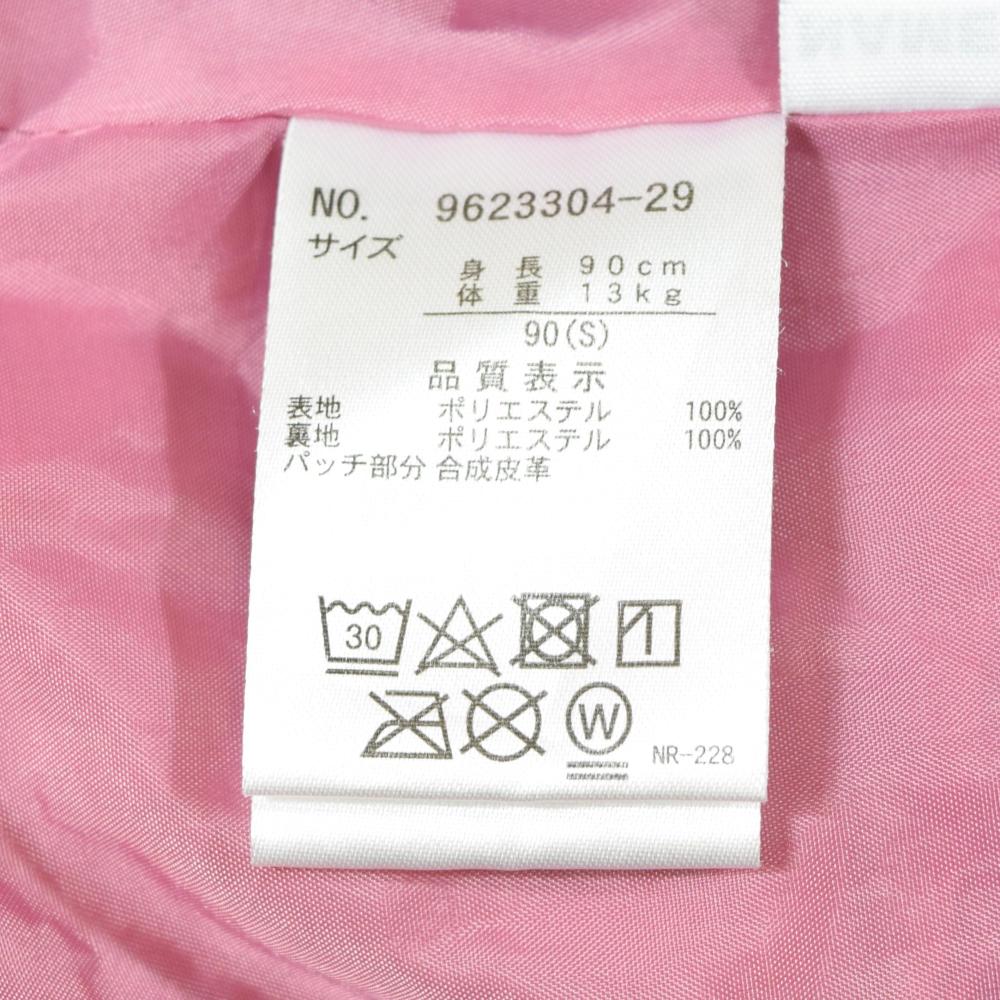 NO. 9623304-29
サイズ
身長 90cm
体重 13kg
90(S)
品質表示
表地 ポリエステル 100%
裏地 ポリエステル 100%
パッチ部分 合成皮革
30
W
NR-228